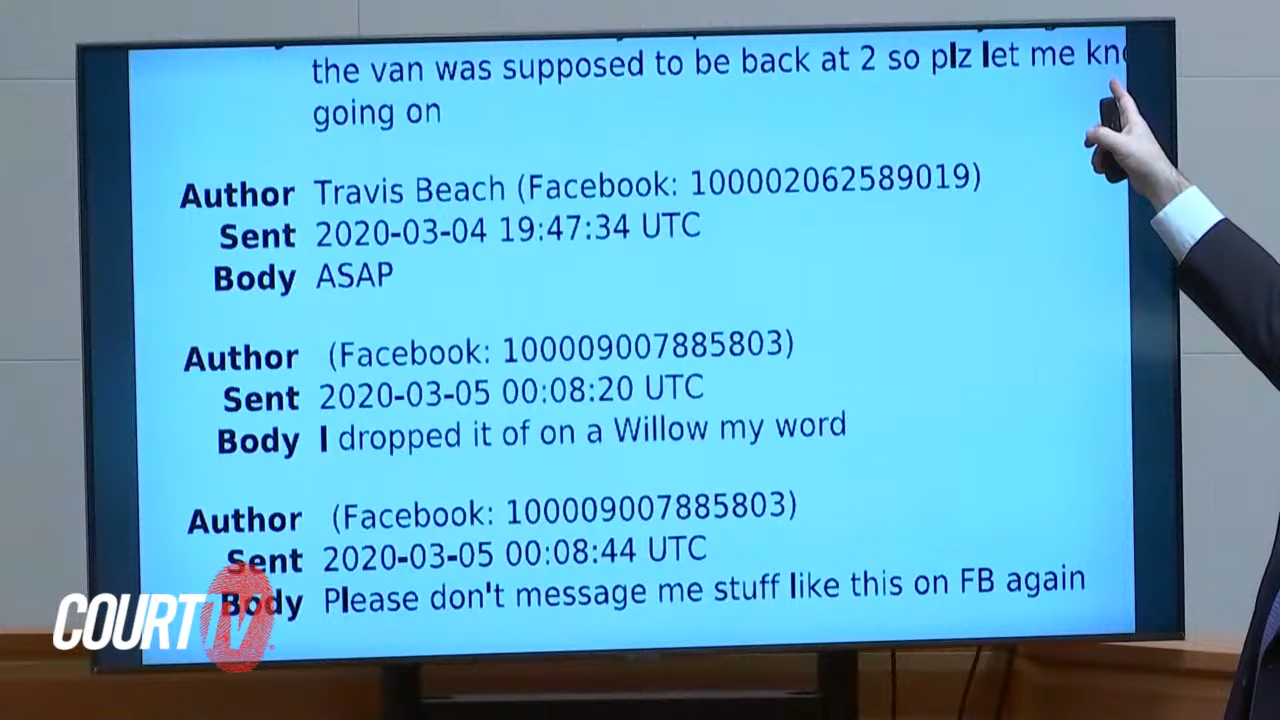 the van was supposed to be back at 2 so plz let me
going on
Author Travis Beach (Facebook: 100002062589019)
Sent 2020-03-04 19:47:34 UTC
Body ASAP
Author (Facebook: 100009007885803)
Sent 2020-03-05 00:08:20 UTC
Body I dropped it of on a Willow my word
Author (Facebook: 100009007885803)
Sent 2020-03-05 00:08:44 UTC
Body Please don't message me stuff like this on FB again
COURT TV